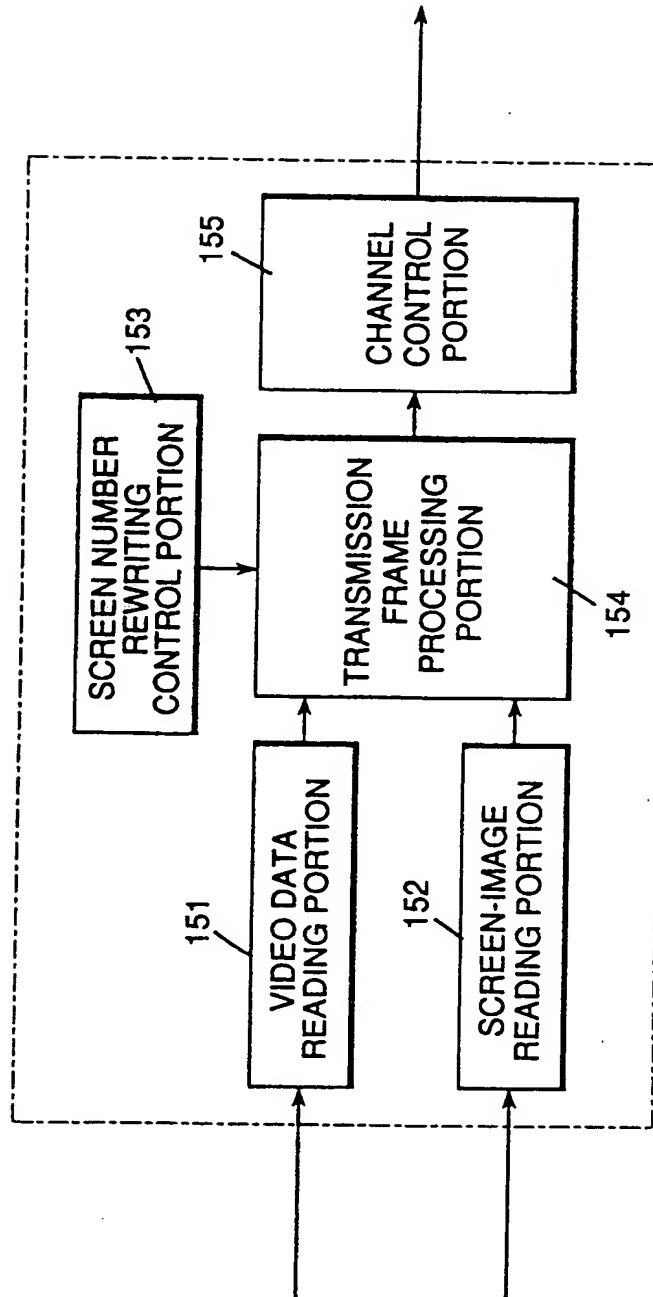 153
SCREEN NUMBER
REWRITING
CONTROL PORTION
151
VIDEO DATA
READING PORTION
152
SCREEN-IMAGE
READING PORTION
TRANSMISSION
FRAME
PROCESSING
PORTION
154
155
CHANNEL
CONTROL
PORTION